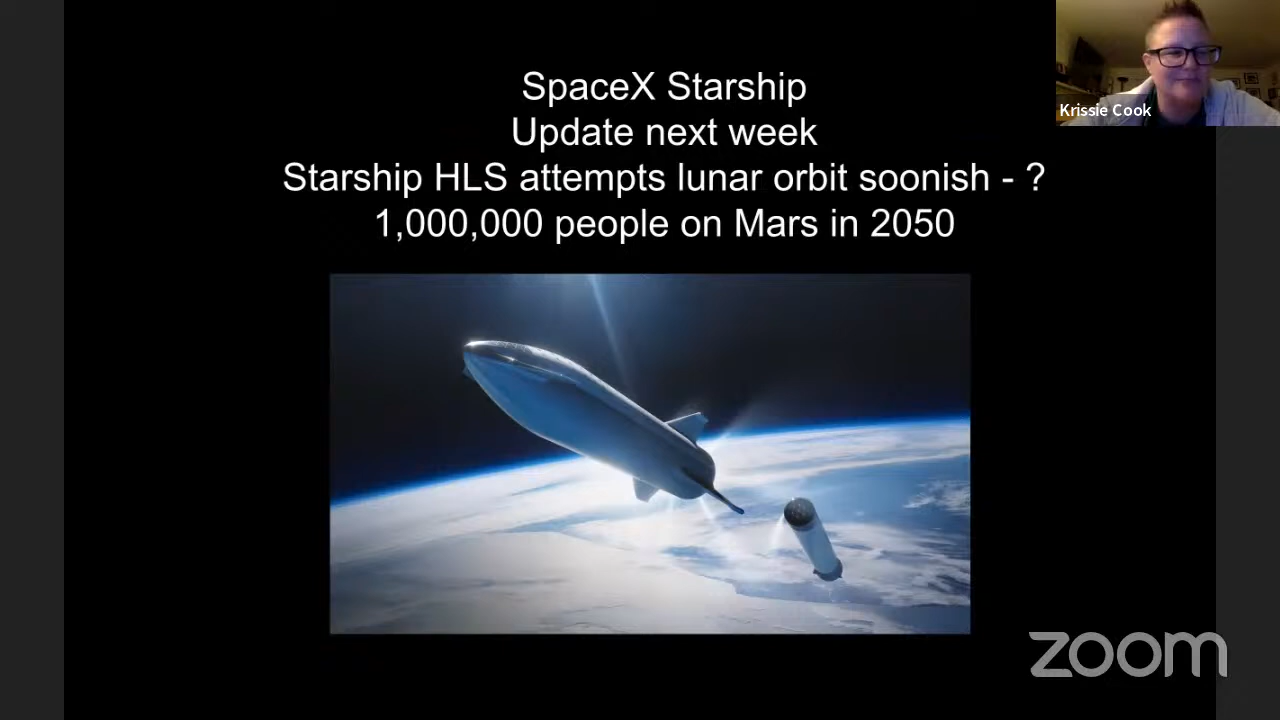 SpaceX Starship
Update next week
Starship HLS attempts lunar orbit soonish - ?
1,000,000 people on Mars in 2050
Krissie Cook
zoom